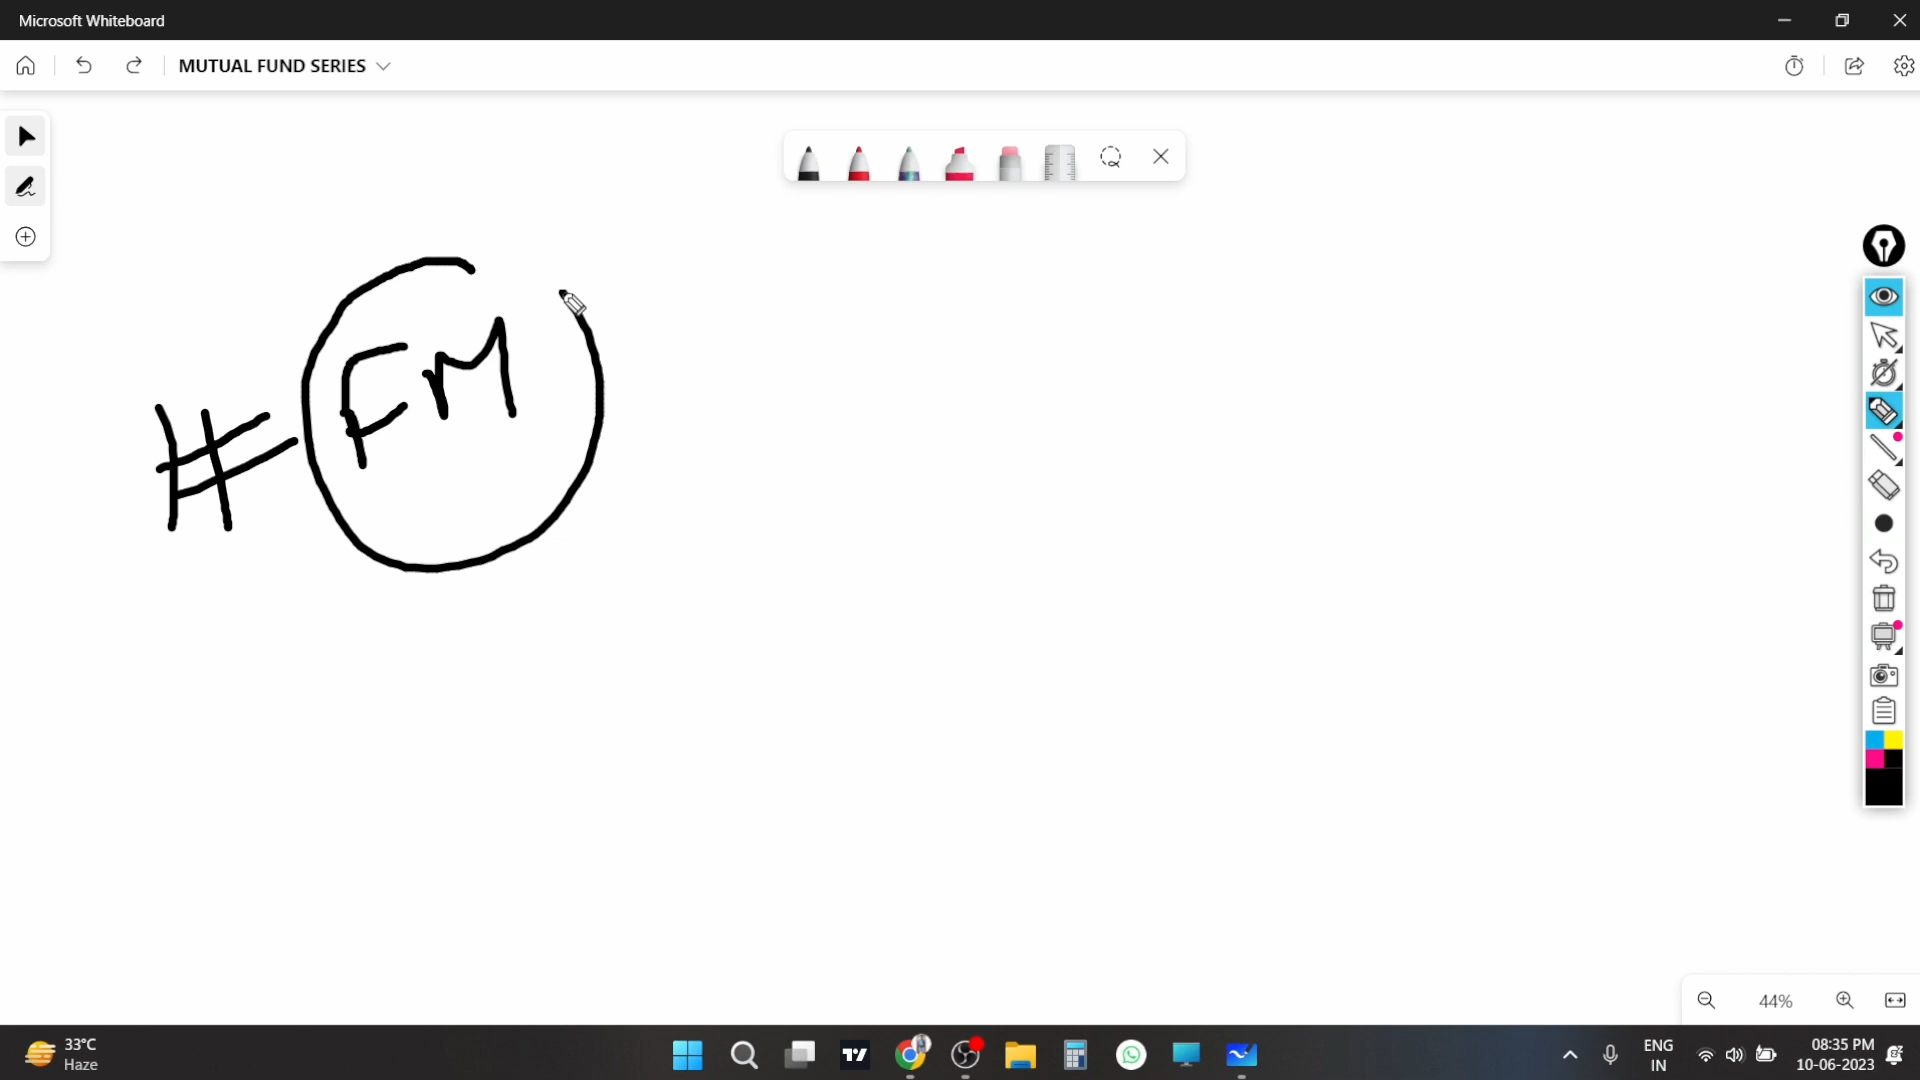 Microsoft Whiteboard
MUTUAL FUND SERIES
# FM
44%
33°C
Haze
ENG
IN
08:35 PM
10-06-2023